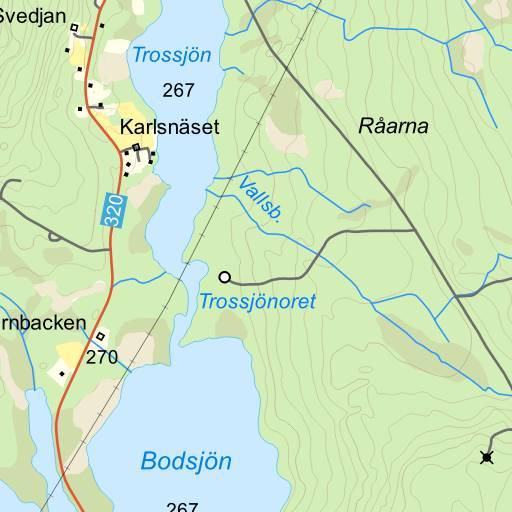 Svedjan
Trossjön
267
Karlsnäset
Råarna
Vallsb.
320
Trossjönoret
rnbacken
270
Bodsjön
267